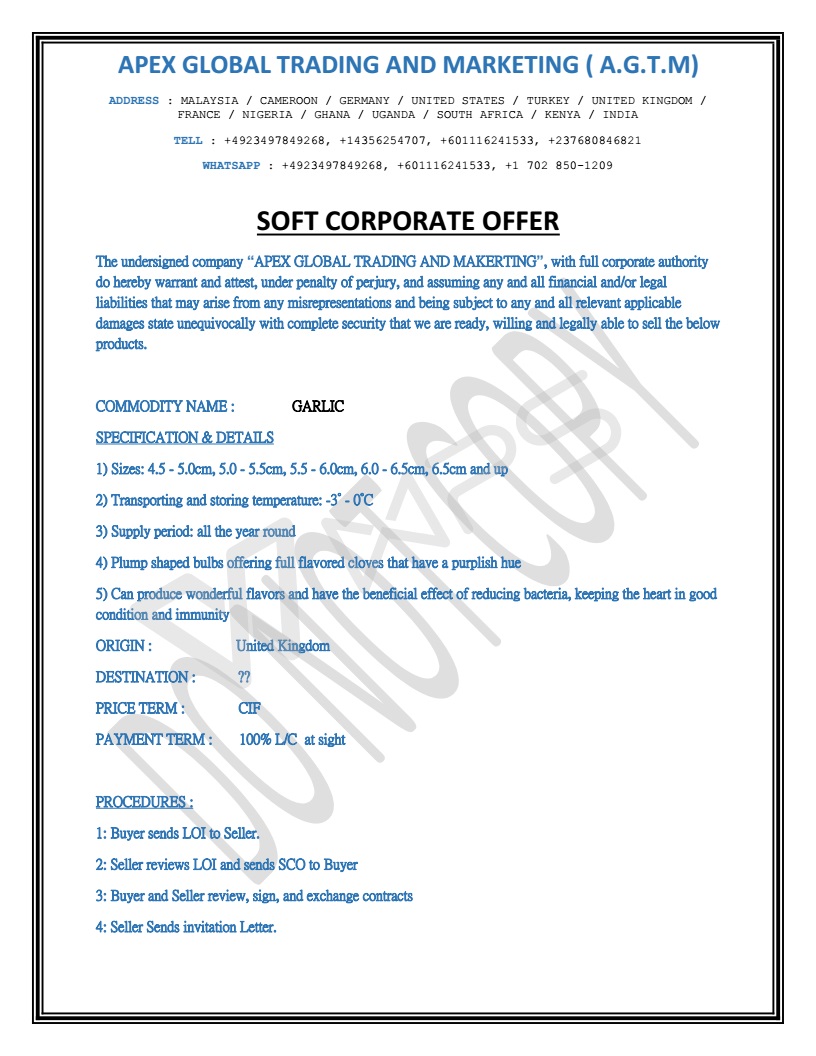 APEX GLOBAL TRADING AND MARKETING ( A.G.T.M)
ADDRESS : MALAYSIA / CAMEROON / GERMANY / UNITED STATES / TURKEY / UNITED KINGDOM /
FRANCE / NIGERIA / GHANA / UGANDA / SOUTH AFRICA / KENYA / INDIA
TELL : +4923497849268, +14356254707, +601116241533, +237680846821
WHATSAPP : +4923497849268, +601116241533, +1 702 850-1209
SOFT CORPORATE OFFER
The undersigned company “APEX GLOBAL TRADING AND MAKERTING”, with full corporate authority
do hereby warrant and attest, under penalty of perjury, and assuming any and all financial and/or legal
liabilities that may arise from any misrepresentations and being subject to any and all relevant applicable
damages state unequivocally with complete security that we are ready, willing and legally able to sell the below
products.
COMMODITY NAME : GARLIC
SPECIFICATION & DETAILS
1) Sizes: 4.5 - 5.0cm, 5.0 - 5.5cm, 5.5 - 6.0cm, 6.0 - 6.5cm, 6.5cm and up
2) Transporting and storing temperature: -3˚ - 0˚C
3) Supply period: all the year round
4) Plump shaped bulbs offering full flavored cloves that have a purplish hue
5) Can produce wonderful flavors and have the beneficial effect of reducing bacteria, keeping the heart in good
condition and immunity
ORIGIN : United Kingdom
DESTINATION : ??
PRICE TERM : CIF
PAYMENT TERM : 100% L/C at sight
PROCEDURES :
1: Buyer sends LOI to Seller.
2: Seller reviews LOI and sends SCO to Buyer
3: Buyer and Seller review, sign, and exchange contracts
4: Seller Sends invitation Letter.
DO NOT COPY